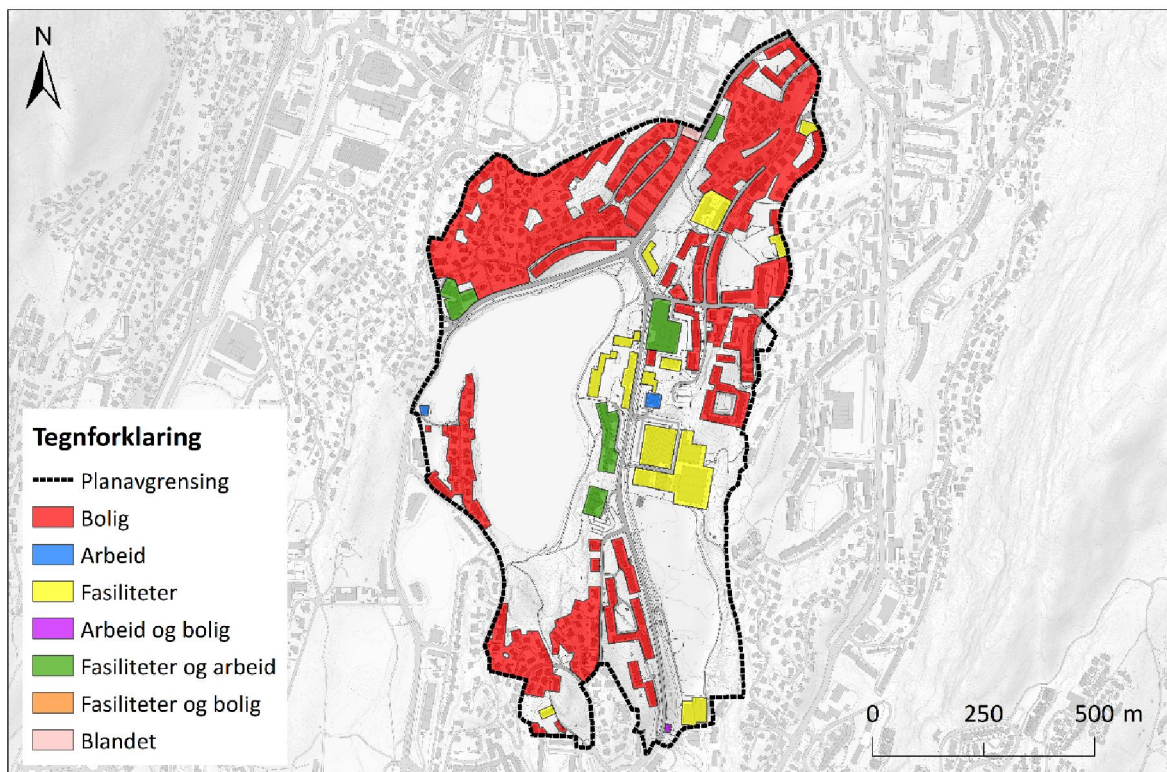 N
Tegnforklaring
Planavgrensing
Bolig
Arbeid
Fasiliteter
Arbeid og bolig
Fasiliteter og arbeid
Fasiliteter og bolig
Blandet
0 250 500 m